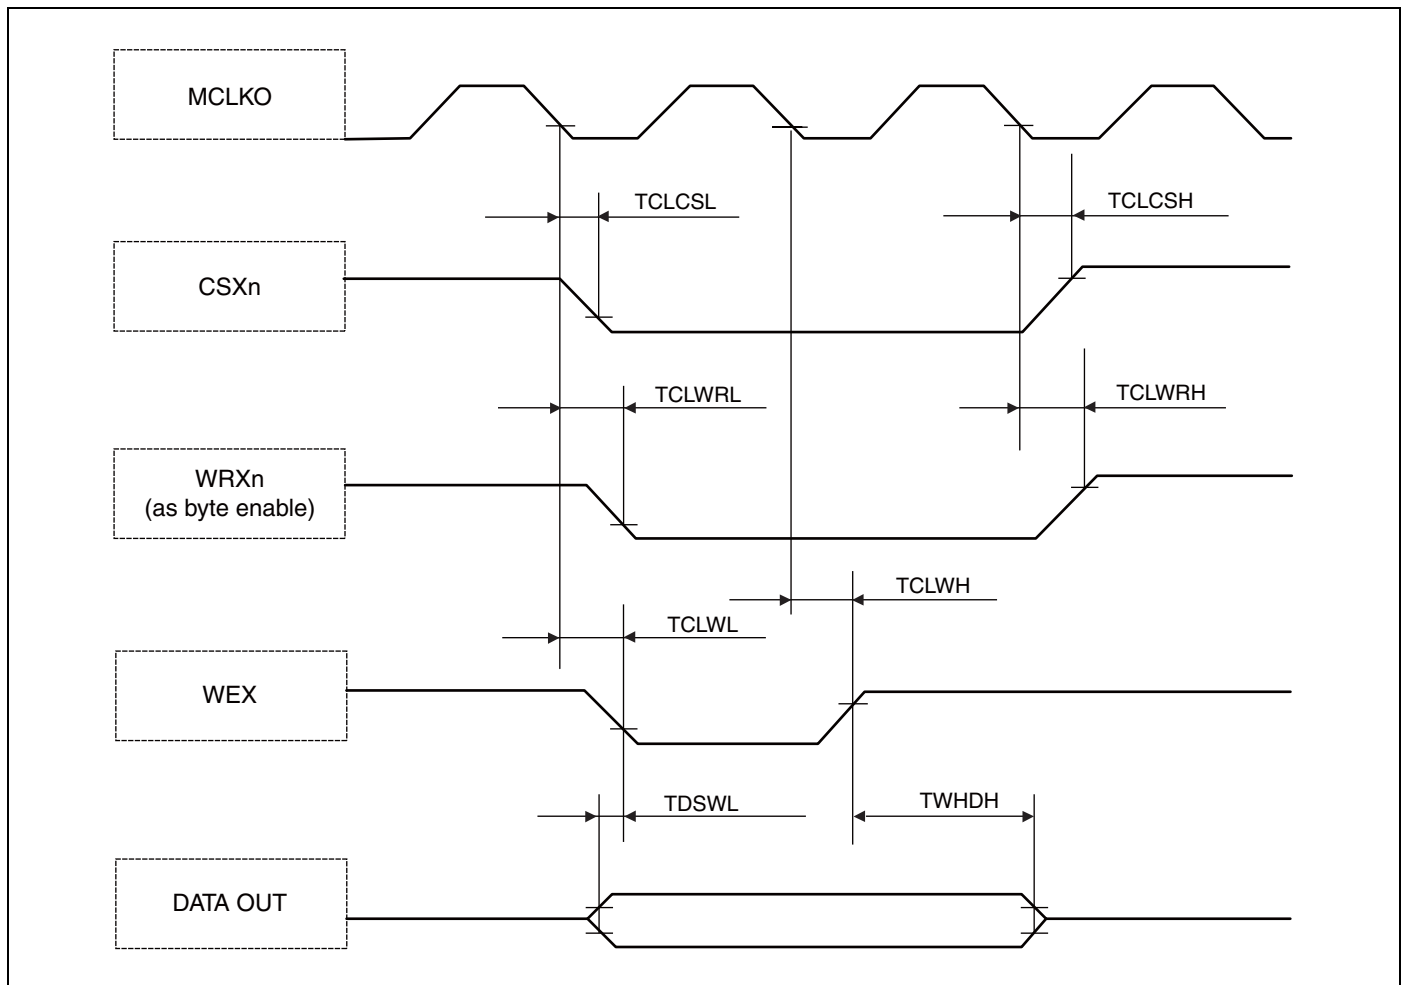 MCLKO
TCLCSL
TCLCSH
CSXn
TCLWRL
TCLWRH
WRXn
(as byte enable)
TCLWH
TCLWL
WEX
TDSWL
TWHDH
DATA OUT